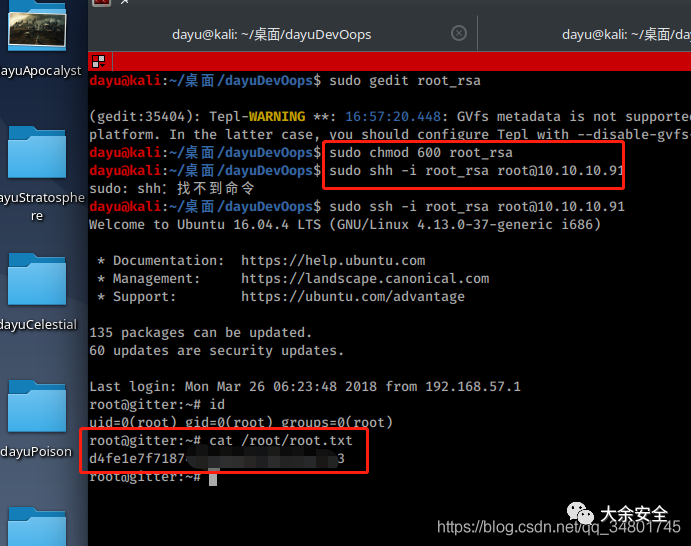 dayu@kali: ~/桌面/dayuDevOops
dayu@kali: ~/桌面/day
ayuApocalyst
dayu@kali:~/桌面/dayuDevOops$ sudo gedit root_rsa
(gedit:35404): Tepl-WARNING **: 16:57:20.448: GVfs metadata is not supporte
platform. In the latter case, you should configure Tepl with --disable-gvfs-
dayu@kali:~/桌面/dayuDevOops$ sudo chmod 600 root_rsa
dayu@kali:~/桌面/dayuDevOops$ sudo shh -i root_rsa root@10.10.10.91
sudo: shh：找不到命令
dayu@kali:~/桌面/dayuDevOops$ sudo ssh -i root_rsa root@10.10.10.91
Welcome to Ubuntu 16.04.4 LTS (GNU/Linux 4.13.0-37-generic i686)
ayuStratosphe
re
* Documentation: https://help.ubuntu.com
* Management: https://landscape.canonical.com
* Support: https://ubuntu.com/advantage
dayuCelestial
135 packages can be updated.
60 updates are security updates.
Last login: Mon Mar 26 06:23:48 2018 from 192.168.57.1
root@gitter:~# id
uid=0(root) gid=0(root) groups=0(root)
root@gitter:~# cat /root/root.txt
dayuPoison
d4fe1e7f7187 3
root@gitter:~#
大余安全
https://blog.csdn.net/qq_34801745